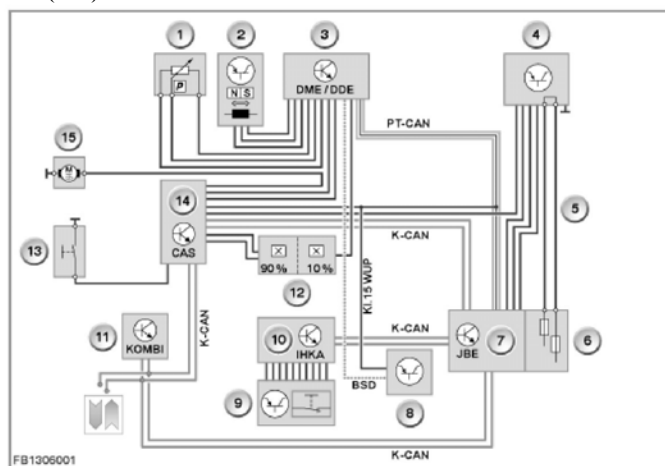 1
2
3
4
DME / DDE
P
N S
PT-CAN
15
M
5
14
CAS
K-CAN
13
90 %
10 %
12
Kl.15 WUP
K-CAN
11
KOMBI
10
IHKA
K-CAN
JBE
7
6
9
BSD
8
K-CAN
FB1306001